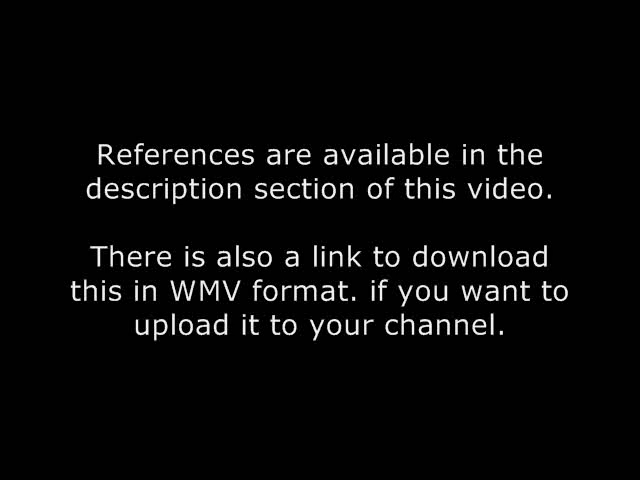 References are available in the
description section of this video.
There is also a link to download
this in WMV format. if you want to
upload it to your channel.